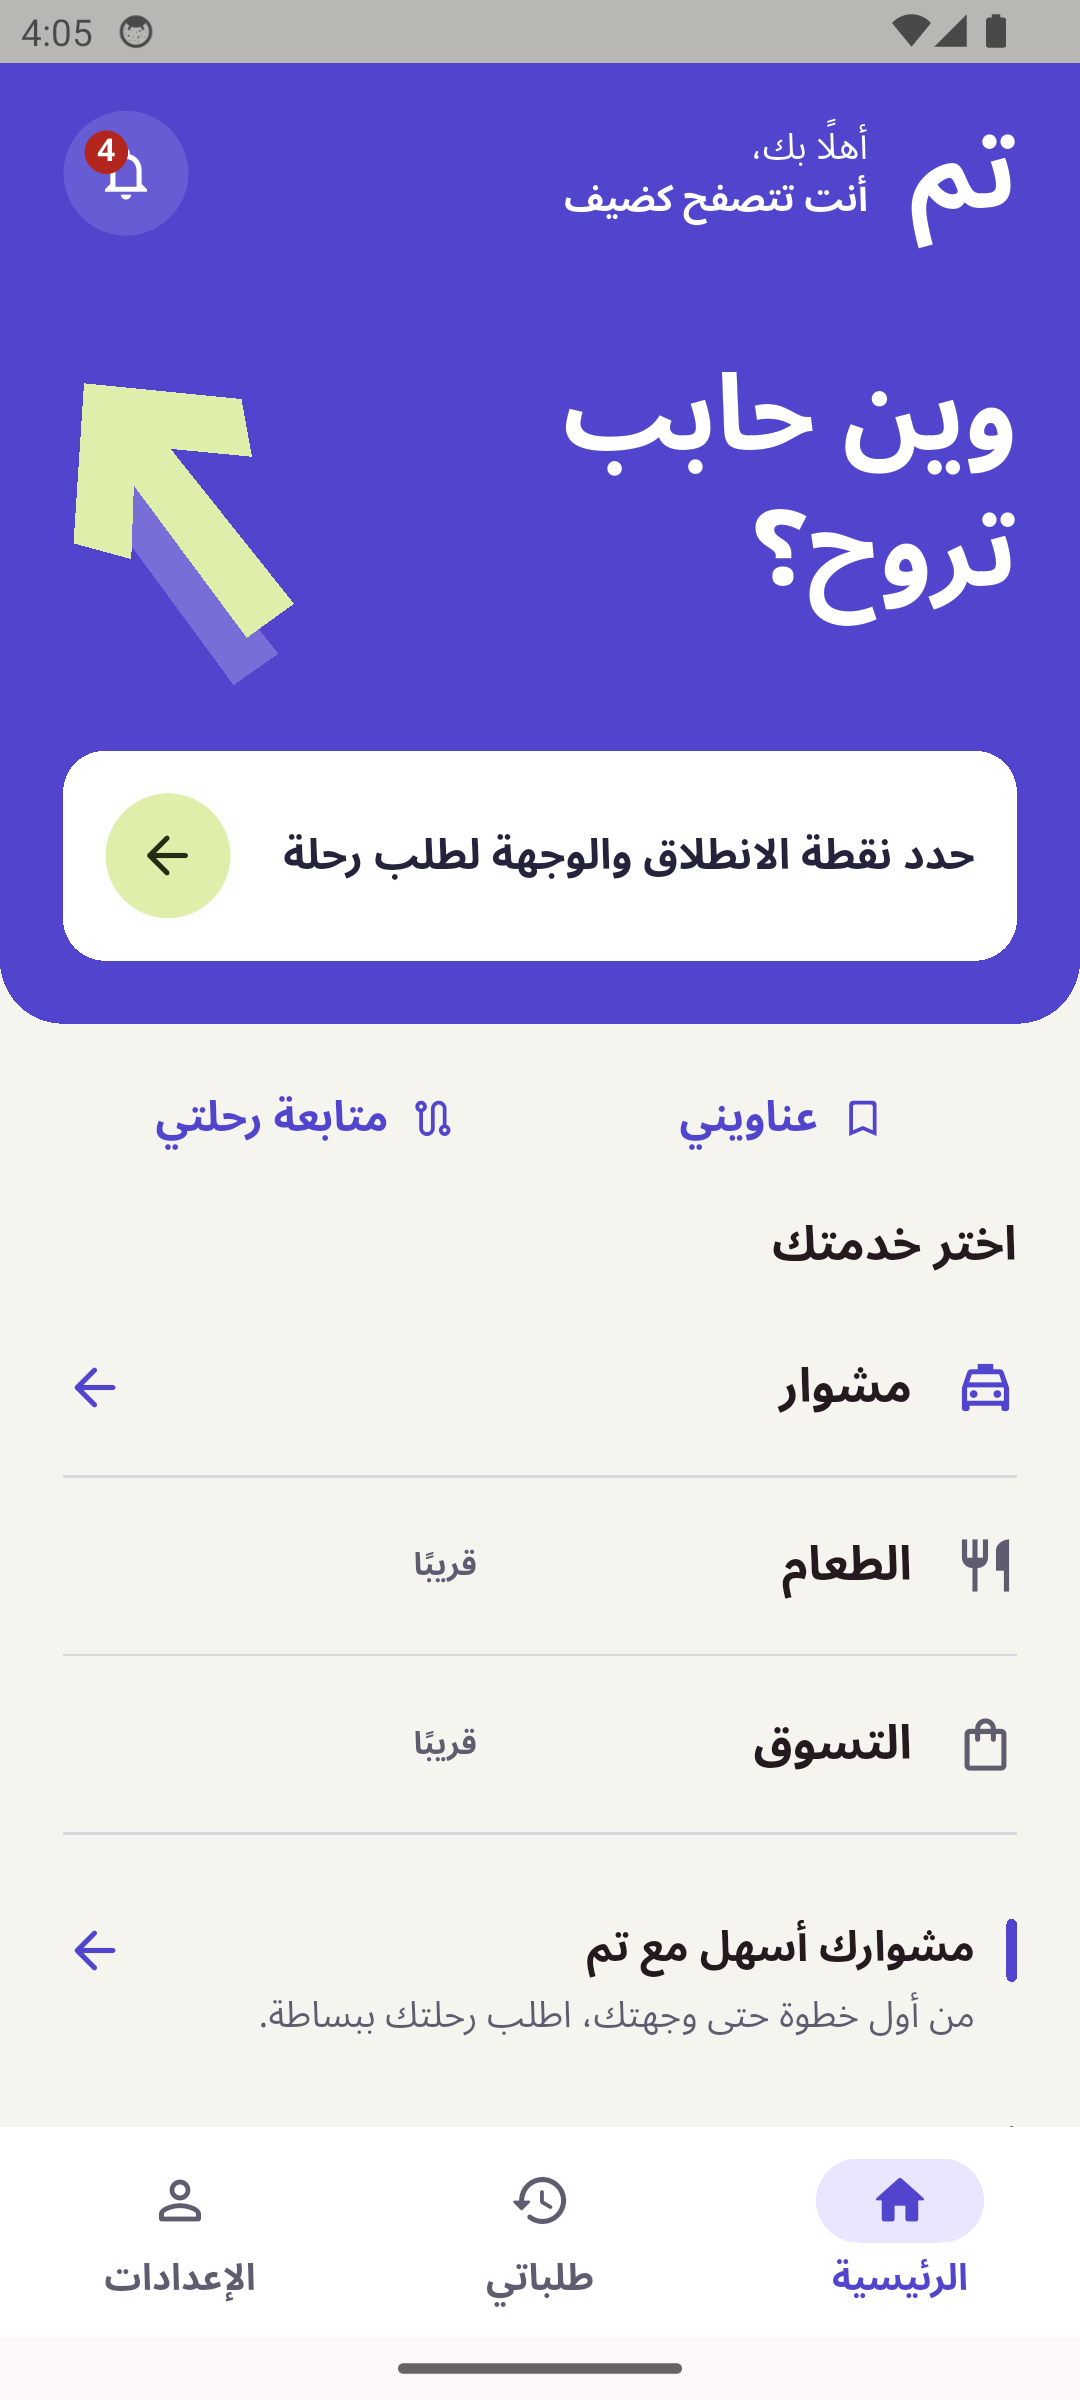 4:05
تم
أهلًا بك،
أنت تتصفح كضيف
4
وين حابب
تروح؟
حدد نقطة الانطلاق والوجهة لطلب رحلة
عناويني
متابعة رحلتي
اختر خدمتك
مشوار
الطعام
قريبًا
التسوق
قريبًا
مشوارك أسهل مع تم
من أول خطوة حتى وجهتك، اطلب رحلتك ببساطة.
الرئيسية
طلباتي
الإعدادات